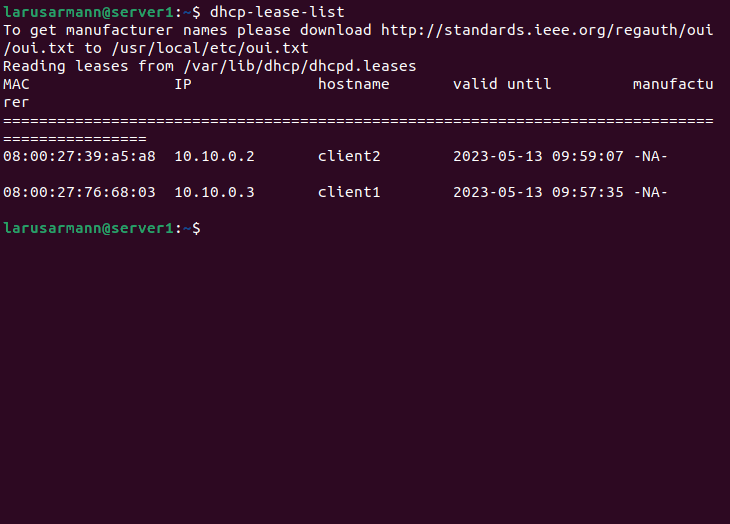 larusarmann@server1:~$ dhcp-lease-list
To get manufacturer names please download http://standards.ieee.org/regauth/oui
/oui.txt to /usr/local/etc/oui.txt
Reading leases from /var/lib/dhcp/dhcpd.leases
MAC                IP              hostname       valid until         manufactu
rer
===============================================================================
================
08:00:27:39:a5:a8  10.10.0.2       client2        2023-05-13 09:59:07 -NA-
08:00:27:76:68:03  10.10.0.3       client1        2023-05-13 09:57:35 -NA-
larusarmann@server1:~$